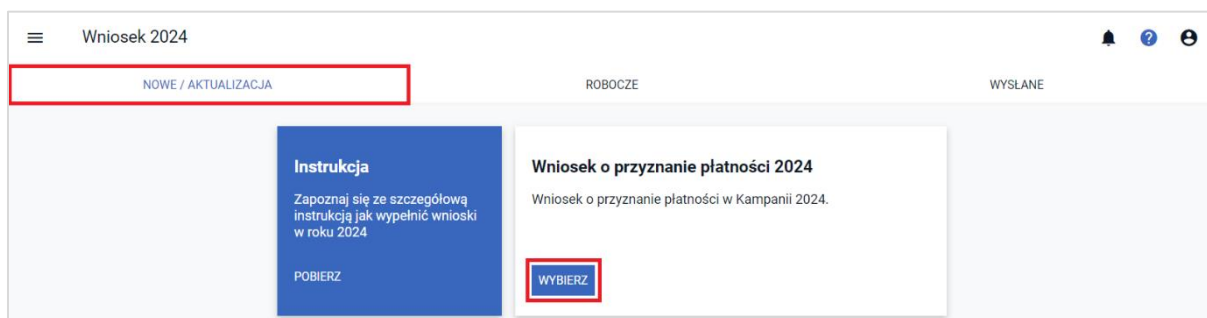 Wniosek 2024
NOWE / AKTUALIZACJA
ROBOCZE
WYSŁANE
Instrukcja
Zapoznaj się ze szczegółową
instrukcją jak wypełnić wnioski
w roku 2024
POBIERZ
Wniosek o przyznanie płatności 2024
Wniosek o przyznanie płatności w Kampanii 2024.
WYBIERZ